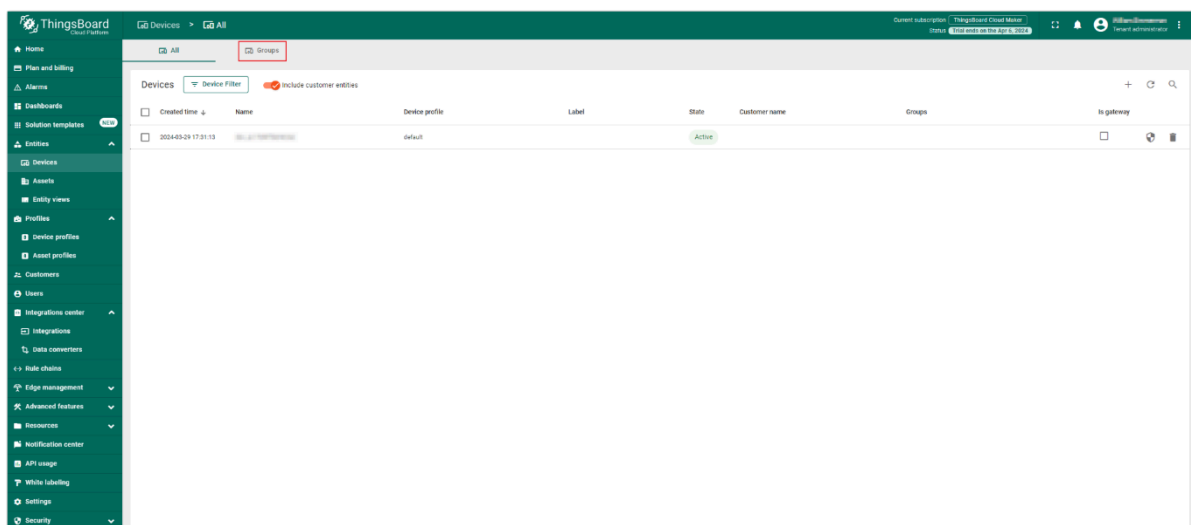 ThingsBoard
Cloud Platform
Devices > All
Current subscription ThingsBoard Cloud Maker
Status Trial ends on the Apr 6, 2024
Tenant administrator
Home
Plan and billing
Alarms
Dashboards
Solution templates NEW
Entities
Devices
Assets
Entity views
Profiles
Device profiles
Asset profiles
Customers
Users
Integrations center
Integrations
Data converters
Rule chains
Edge management
Advanced features
Resources
Notification center
API usage
White labeling
Settings
Security
All Groups
Devices Device Filter Include customer entities
Created time Name Device profile Label State Customer name Groups Is gateway
2024-03-29 17:31:13 default Active